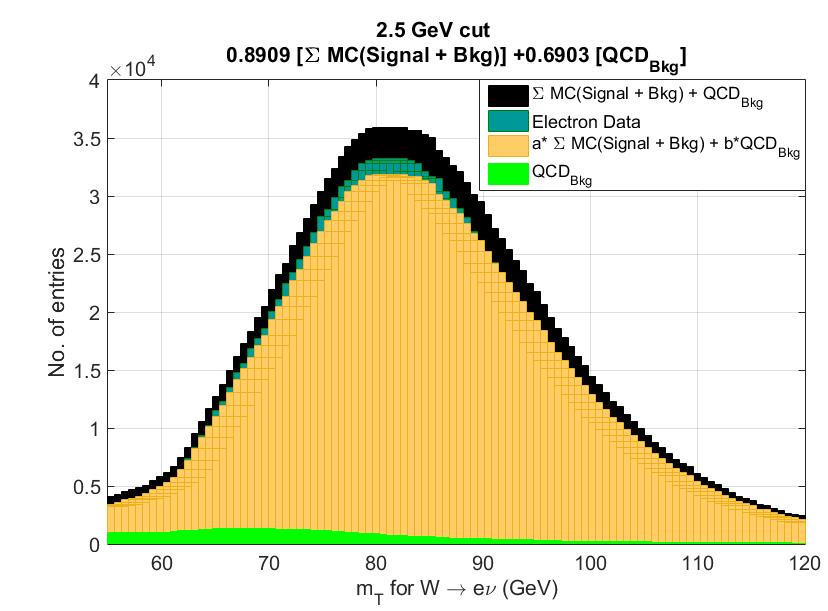 2.5 GeV cut
0.8909 [Σ MC(Signal + Bkg)] +0.6903 [QCD_Bkg]
×10^4
Σ MC(Signal + Bkg) + QCD_Bkg
Electron Data
a* Σ MC(Signal + Bkg) + b*QCD_Bkg
QCD_Bkg
No. of entries
4
3.5
3
2.5
2
1.5
1
0.5
0
60 70 80 90 100 110 120
m_T for W → eν (GeV)